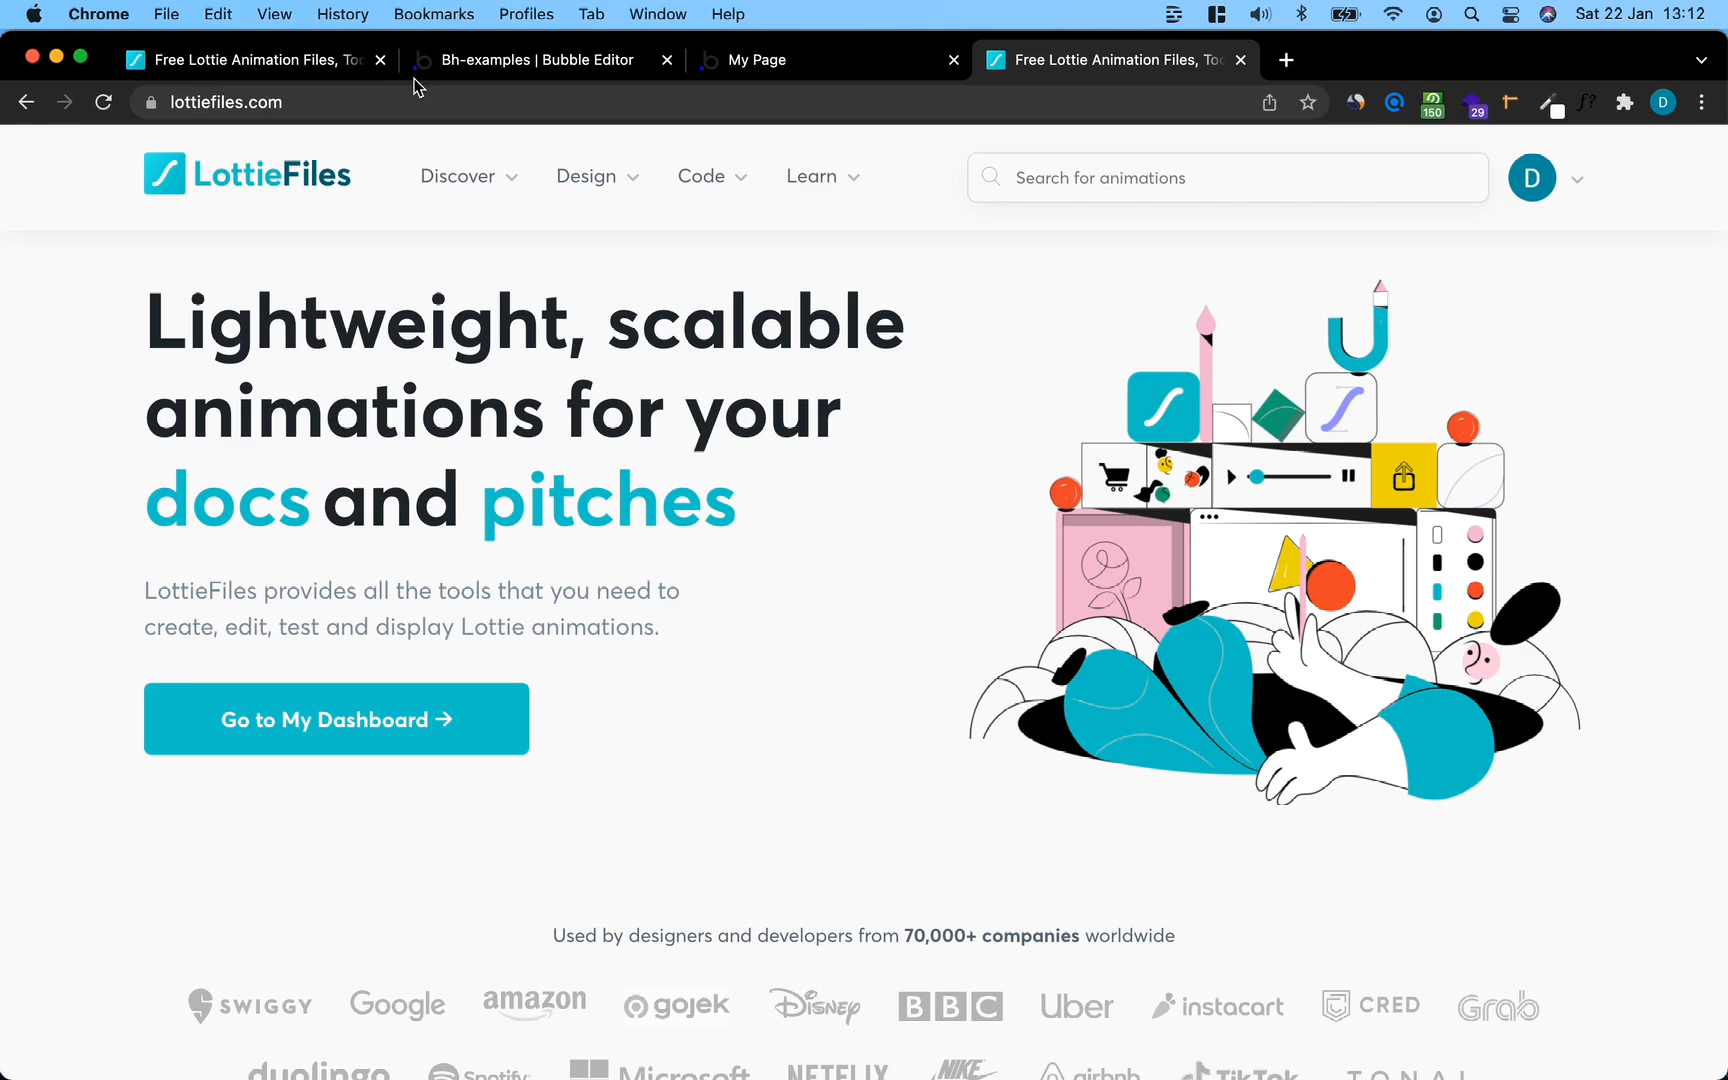 Chrome File Edit View History Bookmarks Profiles Tab Window Help Sat 22 Jan 13:12
Free Lottie Animation Files, Too Bh-examples | Bubble Editor My Page Free Lottie Animation Files, Too
lottiefiles.com 150 29 f? D
LottieFiles Discover Design Code Learn Search for animations D
Lightweight, scalable
animations for your
docs and pitches
LottieFiles provides all the tools that you need to
create, edit, test and display Lottie animations.
Go to My Dashboard →
Used by designers and developers from 70,000+ companies worldwide
SWIGGY Google amazon gojek Disney BBC Uber instacart CRED Grab
duolingo Spotify Microsoft NETFLIX NIKE airbnb TikTok TONAL